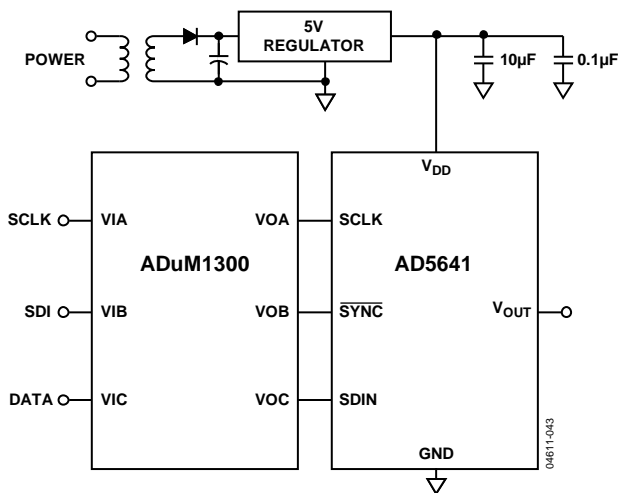 5V
REGULATOR
POWER
10µF
0.1µF
VDD
SCLK
VIA
VOA
SCLK
ADuM1300
AD5641
SDI
VIB
VOB
SYNC
VOUT
DATA
VIC
VOC
SDIN
GND
04611-043